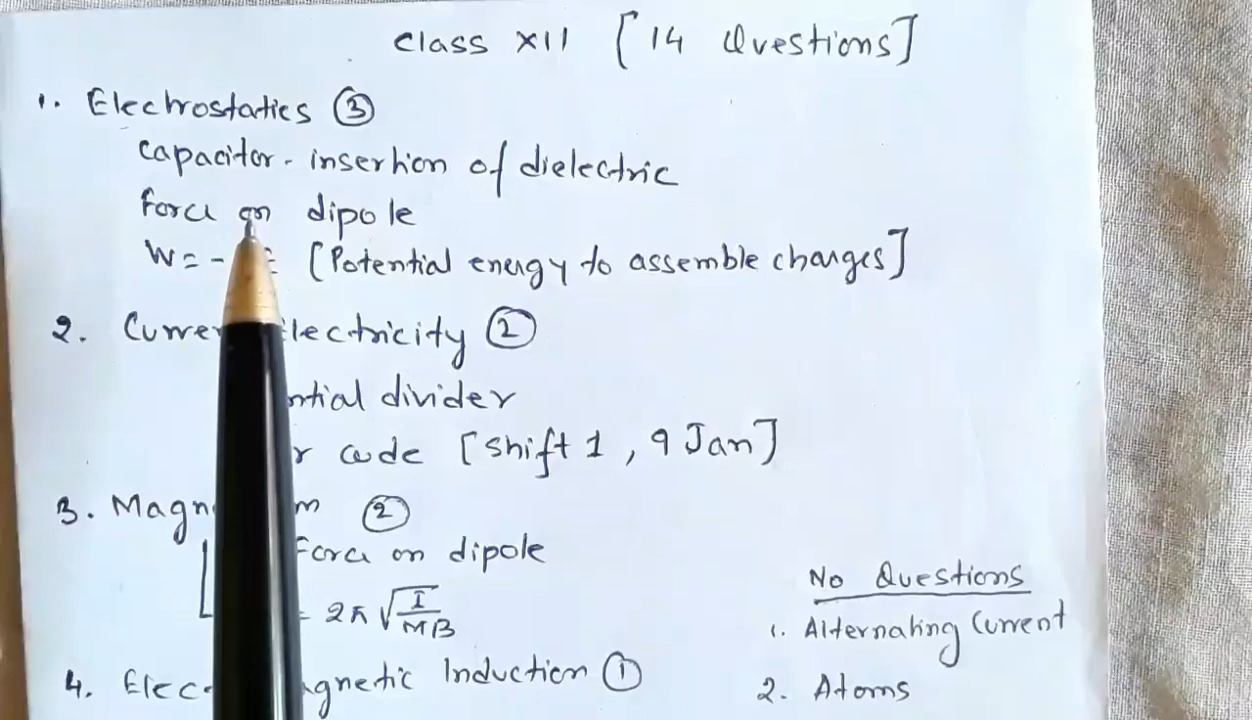 Class XII [14 Questions]
1. Electrostatics ③
Capacitor - insertion of dielectric
Force on dipole
W = - [Potential energy to assemble charges]
2. Curre lectricity ②
ntial divider
r code [Shift 1, 9 Jan]
3. Magn m ②
Force on dipole
= 2π √I/MB
4. Elec gnetic Induction ①
No Questions
1. Alternating Current
2. Atoms